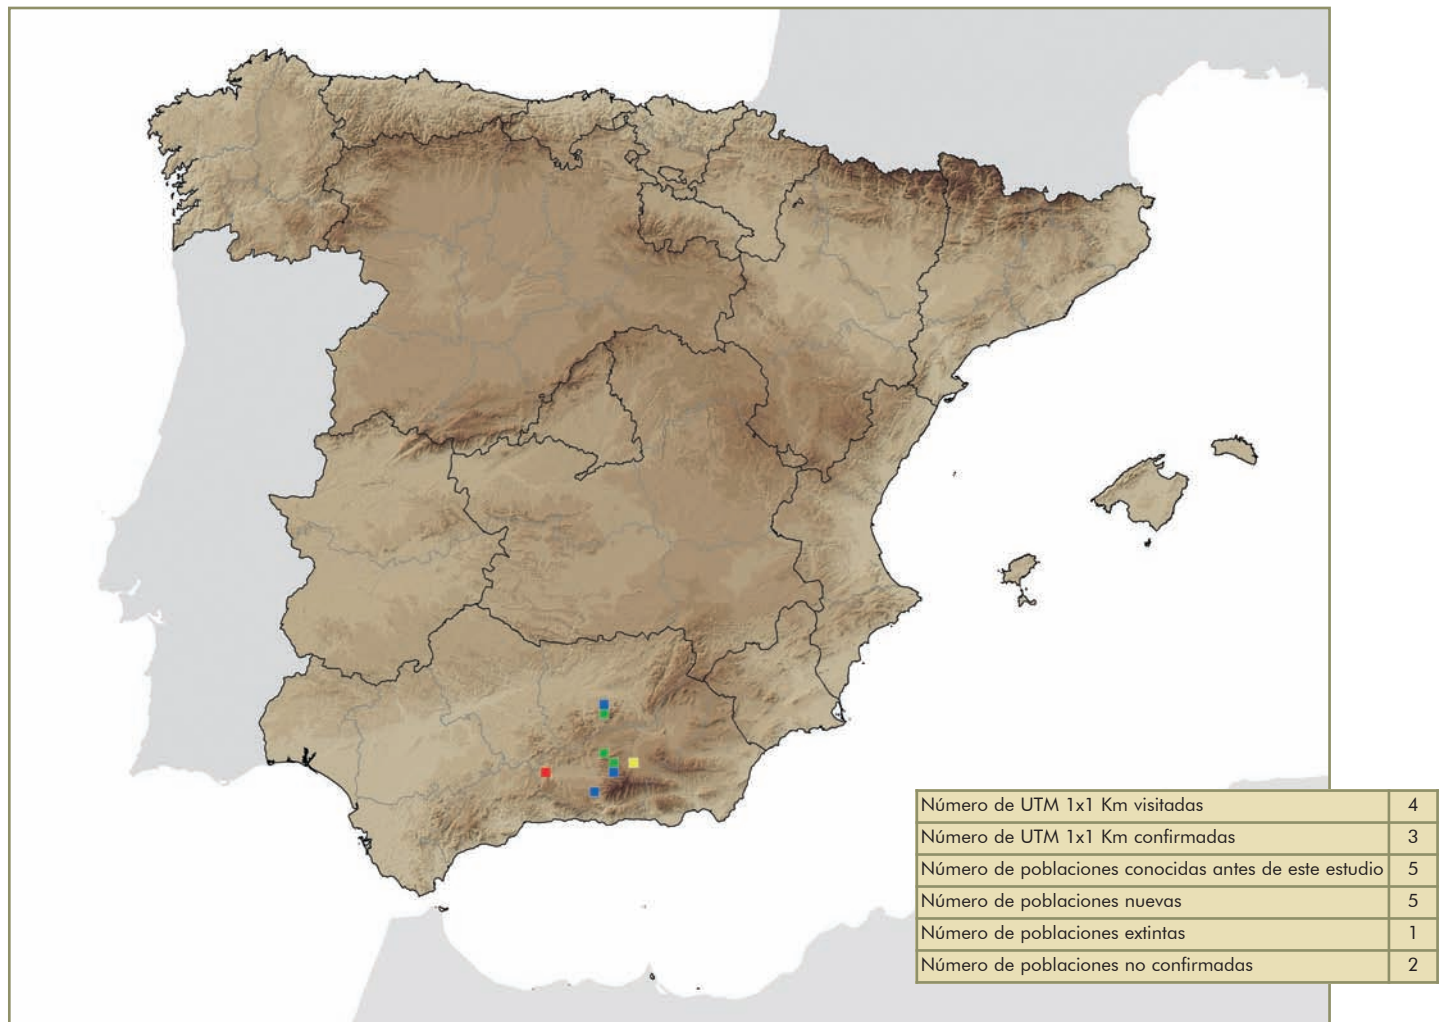 Número de UTM 1x1 Km visitadas 4
Número de UTM 1x1 Km confirmadas 3
Número de poblaciones conocidas antes de este estudio 5
Número de poblaciones nuevas 5
Número de poblaciones extintas 1
Número de poblaciones no confirmadas 2